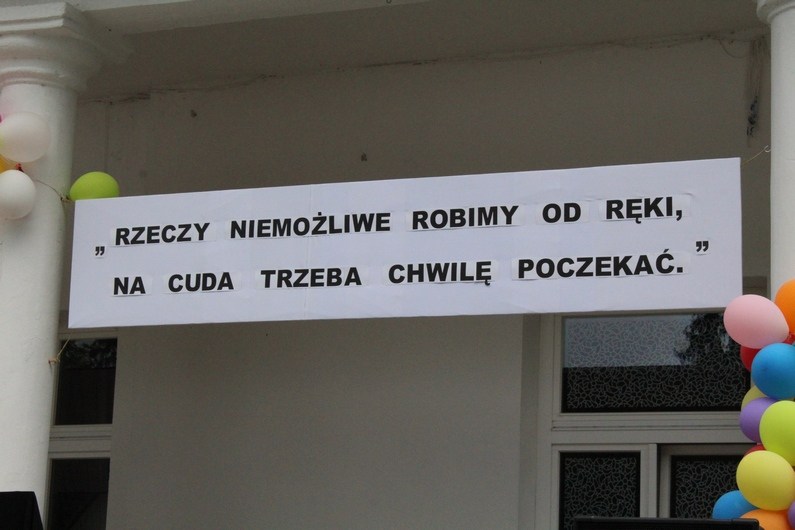 „RZECZY NIEMOŻLIWE ROBIMY OD RĘKI,
NA CUDA TRZEBA CHWILĘ POCZEKAĆ.”